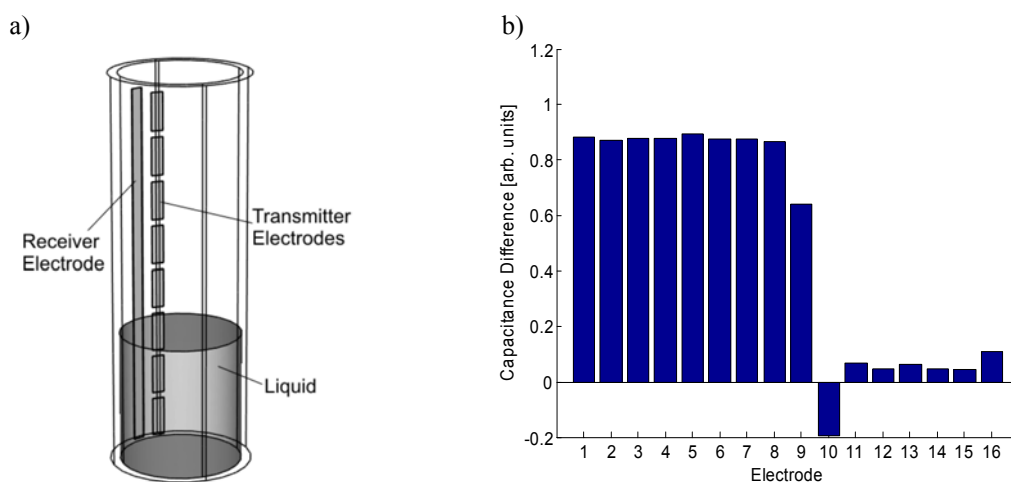 a)
Receiver
Electrode
Transmitter
Electrodes
Liquid
b)
Capacitance Difference [arb. units]
1.2
1
0.8
0.6
0.4
0.2
0
-0.2
1 2 3 4 5 6 7 8 9 10 11 12 13 14 15 16
Electrode